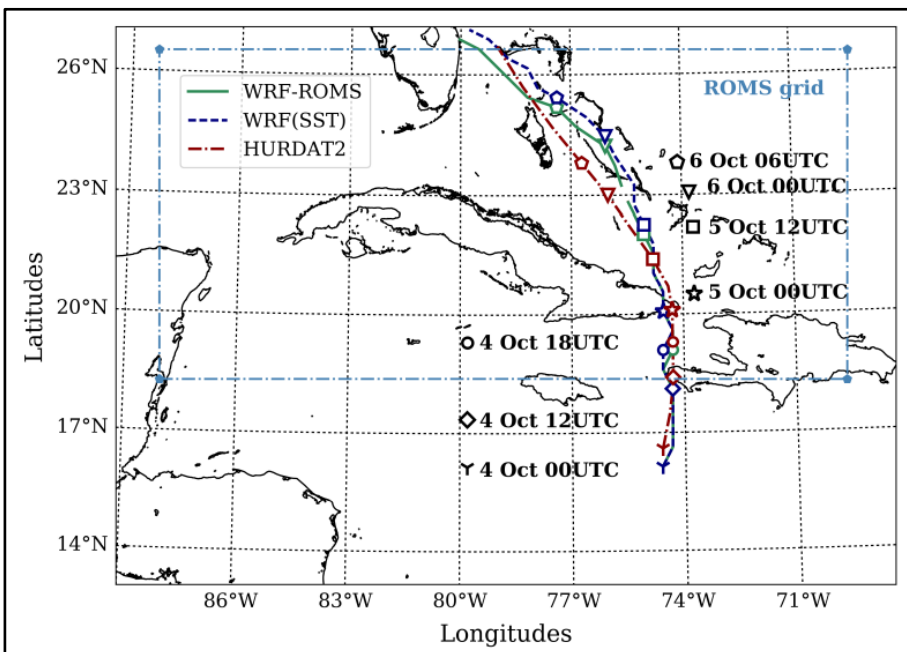 26°N
WRF-ROMS
WRF(SST)
HURDAT2
ROMS grid
6 Oct 06UTC
6 Oct 00UTC
23°N
5 Oct 12UTC
5 Oct 00UTC
20°N
4 Oct 18UTC
17°N
4 Oct 12UTC
4 Oct 00UTC
14°N
Latitudes
86°W 83°W 80°W 77°W 74°W 71°W
Longitudes